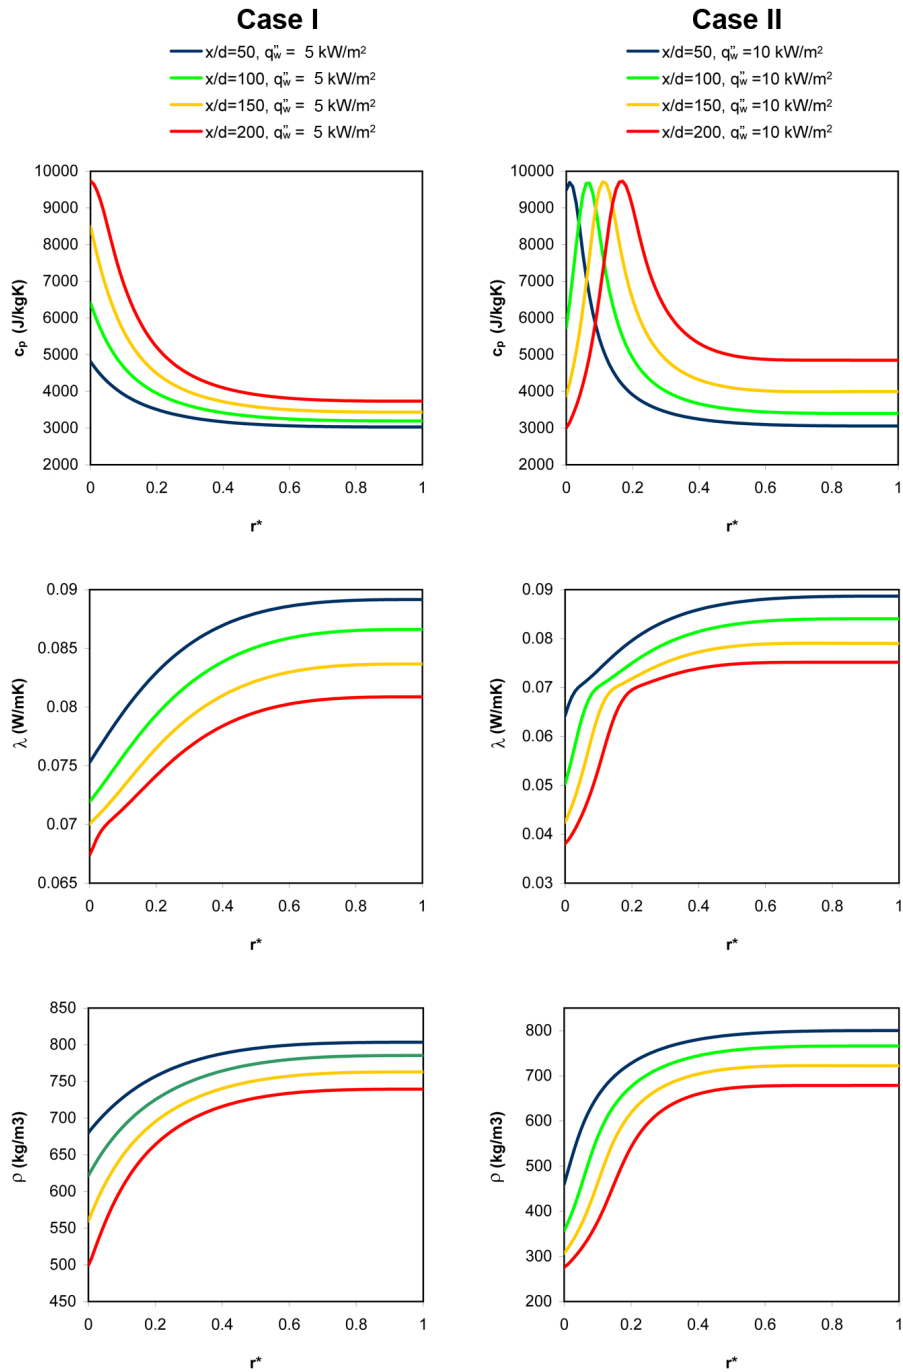 Case I
x/d=50, q"w = 5 kW/m²
x/d=100, q"w = 5 kW/m²
x/d=150, q"w = 5 kW/m²
x/d=200, q"w = 5 kW/m²
Case II
x/d=50, q"w =10 kW/m²
x/d=100, q"w =10 kW/m²
x/d=150, q"w =10 kW/m²
x/d=200, q"w =10 kW/m²
cp (J/kgK)
10000
9000
8000
7000
6000
5000
4000
3000
2000
0 0.2 0.4 0.6 0.8 1
r*
cp (J/kgK)
10000
9000
8000
7000
6000
5000
4000
3000
2000
0 0.2 0.4 0.6 0.8 1
r*
λ (W/mK)
0.09
0.085
0.08
0.075
0.07
0.065
0 0.2 0.4 0.6 0.8 1
r*
λ (W/mK)
0.09
0.08
0.07
0.06
0.05
0.04
0.03
0 0.2 0.4 0.6 0.8 1
r*
ρ (kg/m3)
850
800
750
700
650
600
550
500
450
0 0.2 0.4 0.6 0.8 1
r*
ρ (kg/m3)
800
700
600
500
400
300
200
0 0.2 0.4 0.6 0.8 1
r*